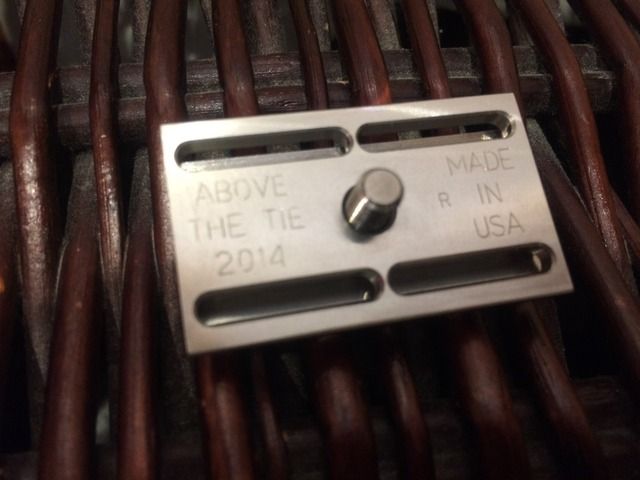 ABOVE
THE TIE
2014
R
MADE
IN
USA